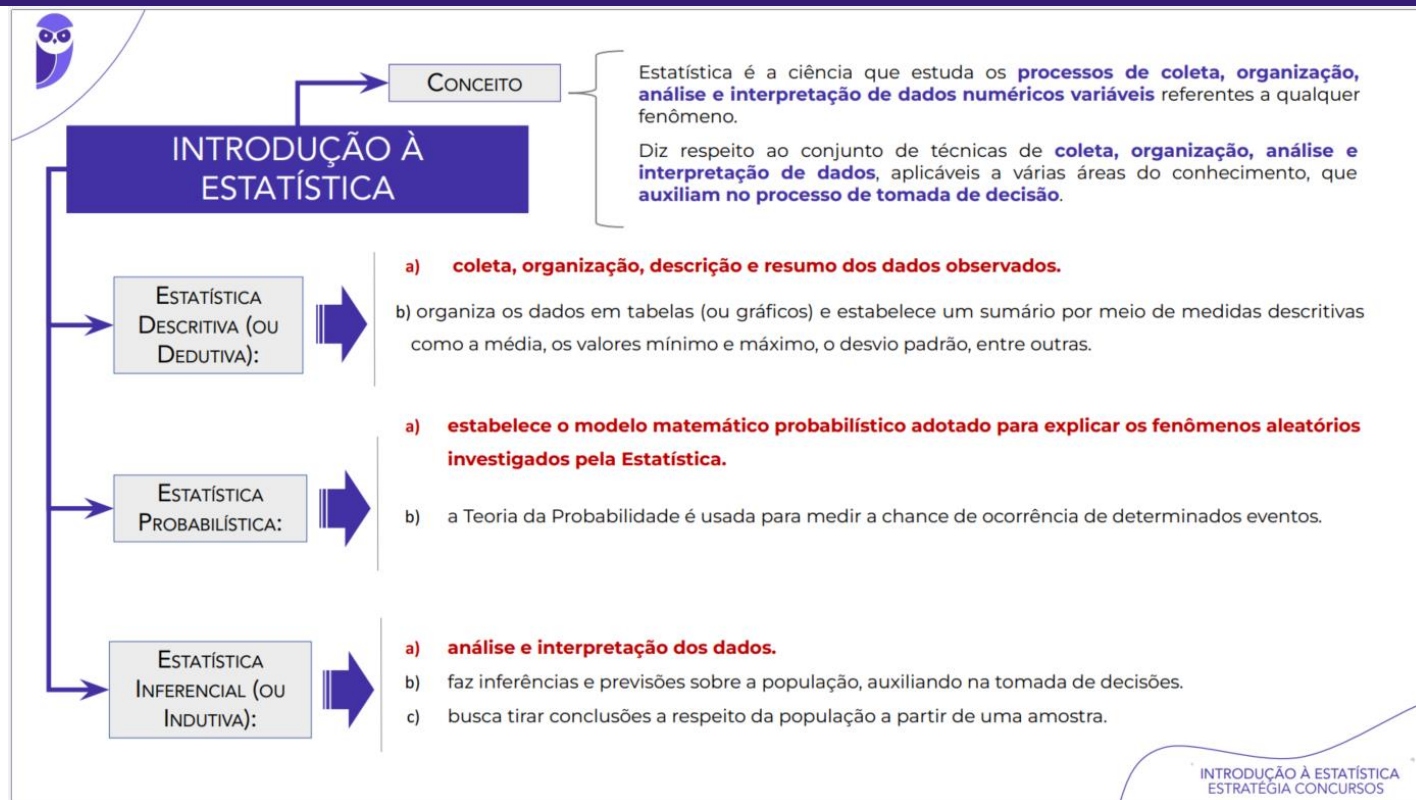 CONCEITO
Estatística é a ciência que estuda os processos de coleta, organização,
análise e interpretação de dados numéricos variáveis referentes a qualquer
fenômeno.
Diz respeito ao conjunto de técnicas de coleta, organização, análise e
interpretação de dados, aplicáveis a várias áreas do conhecimento, que
auxiliam no processo de tomada de decisão.
INTRODUÇÃO À
ESTATÍSTICA
ESTATÍSTICA
DESCRITIVA (OU
DEDUTIVA):
a) coleta, organização, descrição e resumo dos dados observados.
b) organiza os dados em tabelas (ou gráficos) e estabelece um sumário por meio de medidas descritivas
como a média, os valores mínimo e máximo, o desvio padrão, entre outras.
ESTATÍSTICA
PROBABILÍSTICA:
a) estabelece o modelo matemático probabilístico adotado para explicar os fenômenos aleatórios
investigados pela Estatística.
b) a Teoria da Probabilidade é usada para medir a chance de ocorrência de determinados eventos.
ESTATÍSTICA
INFERENCIAL (OU
INDUTIVA):
a) análise e interpretação dos dados.
b) faz inferências e previsões sobre a população, auxiliando na tomada de decisões.
c) busca tirar conclusões a respeito da população a partir de uma amostra.
INTRODUÇÃO À ESTATÍSTICA
ESTRATÉGIA CONCURSOS